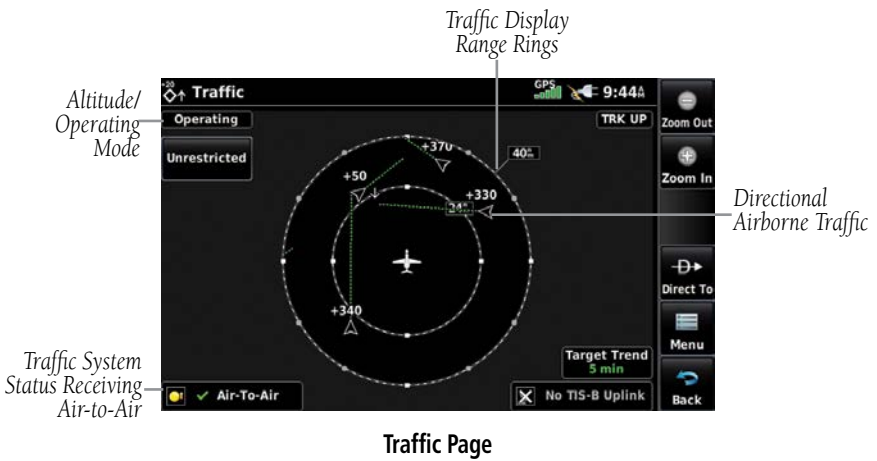 Traffic Display
Range Rings
Altitude/
Operating
Mode
+20
Traffic
GPS
9:44
Operating
TRK UP
Unrestricted
Zoom Out
Zoom In
+370
+50
+330
+340
Directional
Airborne Traffic
Direct To
Menu
Target Trend
5 min
Traffic System
Status Receiving
Air-to-Air
Air-To-Air
No TIS-B Uplink
Back
Traffic Page